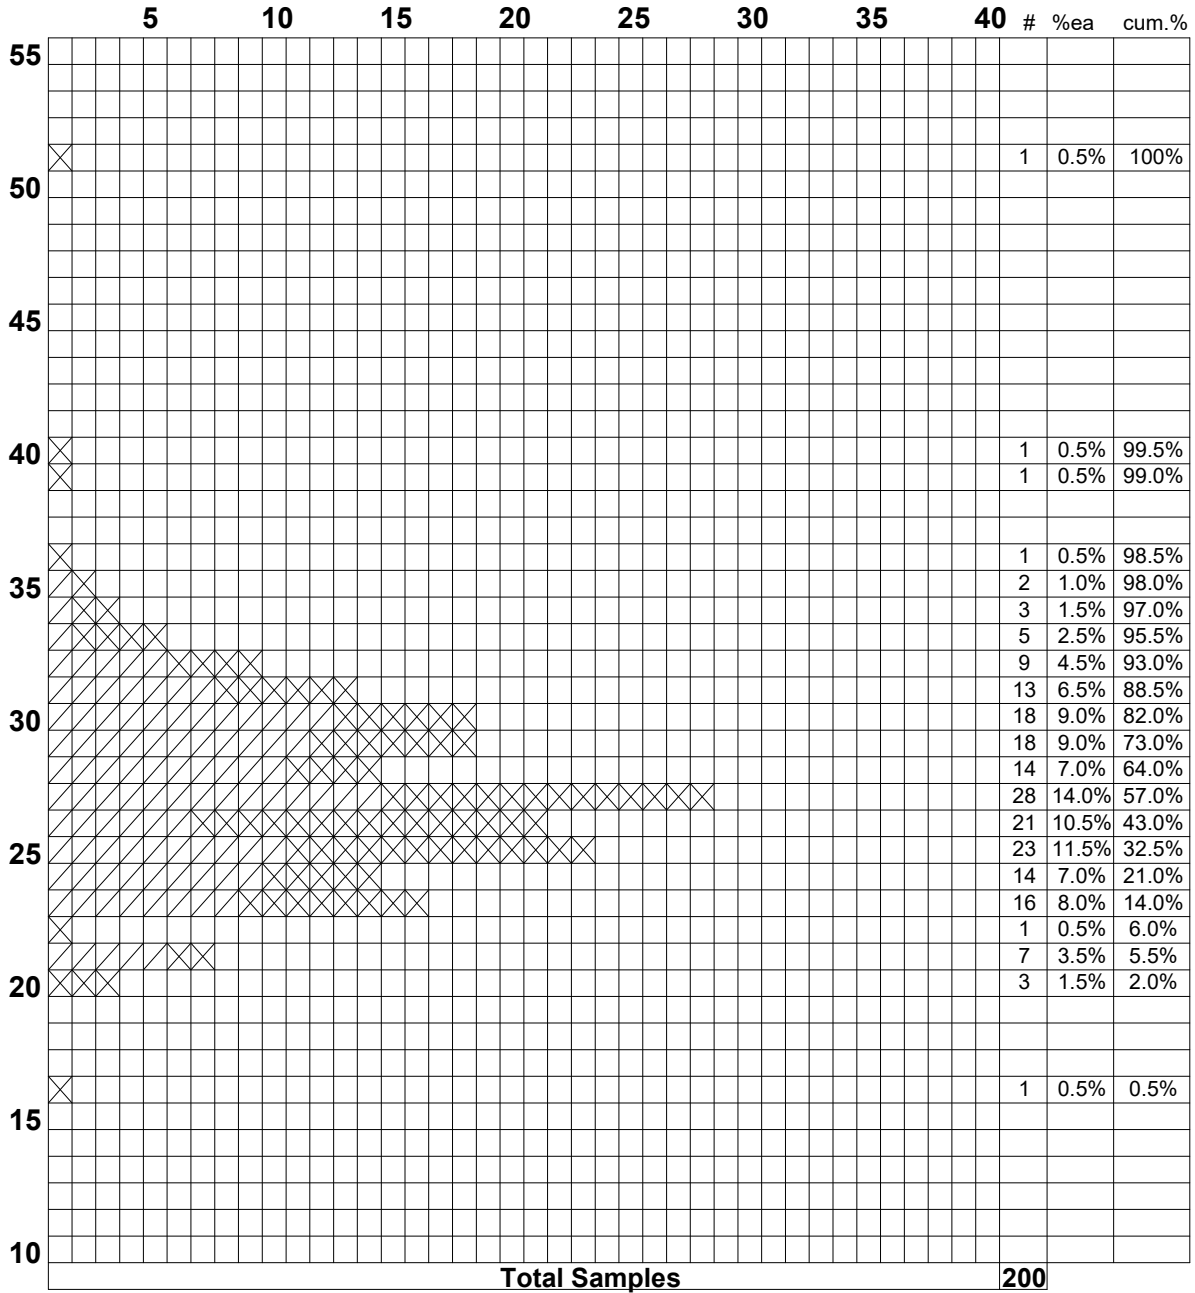 5 10 15 20 25 30 35 40 # %ea cum.%
55
1 0.5% 100%
50
45
40 1 0.5% 99.5%
1 0.5% 99.0%
1 0.5% 98.5%
35 2 1.0% 98.0%
3 1.5% 97.0%
5 2.5% 95.5%
9 4.5% 93.0%
13 6.5% 88.5%
30 18 9.0% 82.0%
18 9.0% 73.0%
14 7.0% 64.0%
28 14.0% 57.0%
21 10.5% 43.0%
25 23 11.5% 32.5%
14 7.0% 21.0%
16 8.0% 14.0%
1 0.5% 6.0%
7 3.5% 5.5%
20 3 1.5% 2.0%
1 0.5% 0.5%
15
10
Total Samples 200